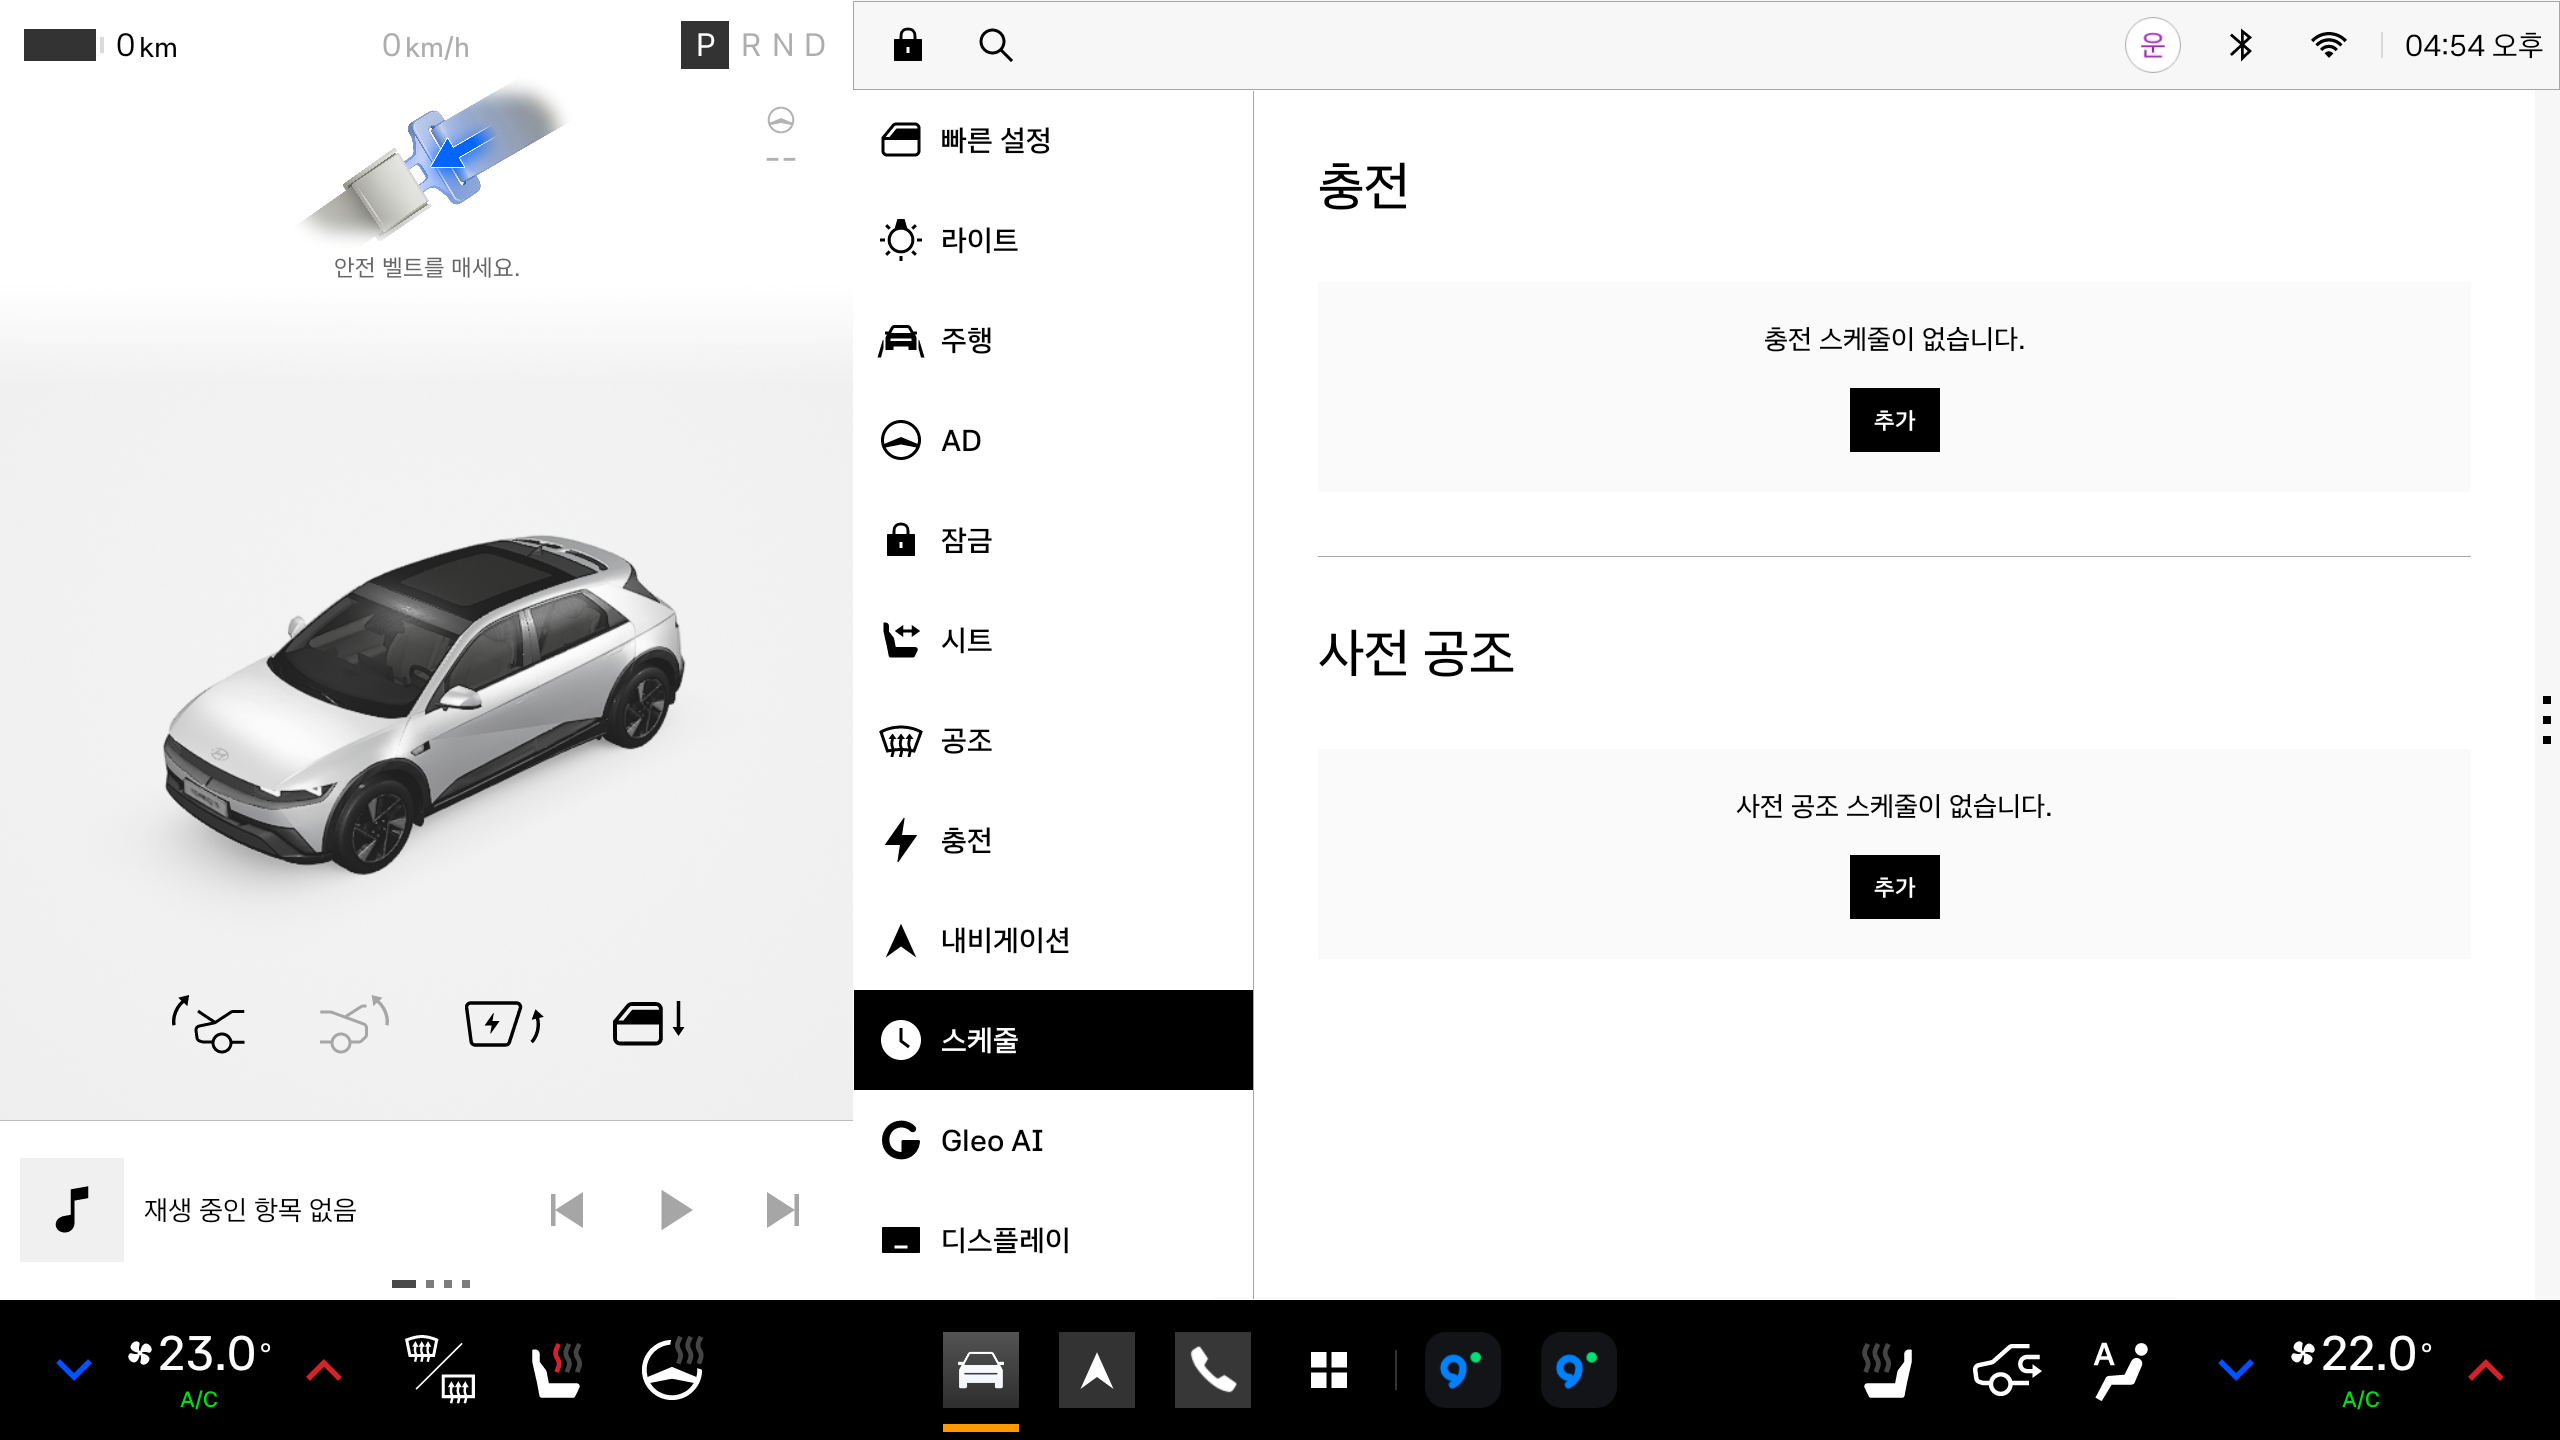 0 km
0 km/h
P R N D
운
04:54 오후
안전 벨트를 매세요.
빠른 설정
라이트
주행
AD
잠금
시트
공조
충전
내비게이션
스케줄
Gleo AI
디스플레이
충전
충전 스케줄이 없습니다.
추가
사전 공조
사전 공조 스케줄이 없습니다.
추가
재생 중인 항목 없음
23.0°
A/C
A
22.0°
A/C